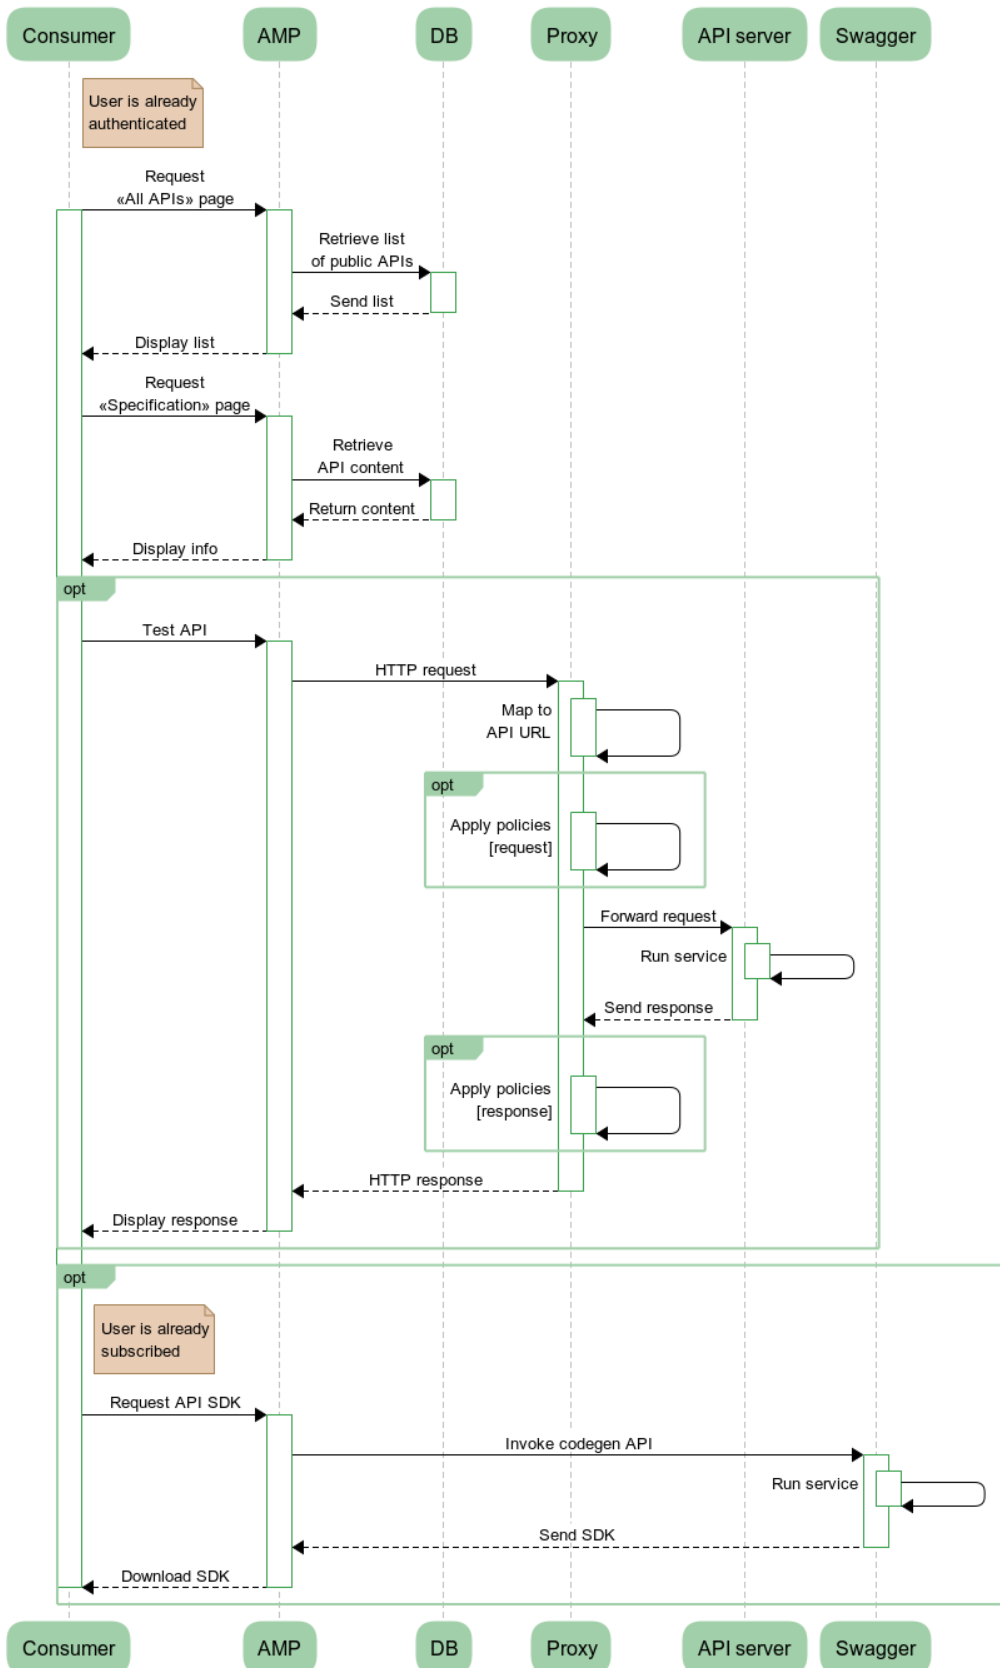 Consumer
AMP
DB
Proxy
API server
Swagger
User is already
authenticated
Request
«All APIs» page
Retrieve list
of public APIs
Send list
Display list
Request
«Specification» page
Retrieve
API content
Return content
Display info
opt
Test API
HTTP request
Map to
API URL
opt
Apply policies
[request]
Forward request
Run service
Send response
opt
Apply policies
[response]
HTTP response
Display response
opt
User is already
subscribed
Request API SDK
Invoke codegen API
Run service
Send SDK
Download SDK
Consumer
AMP
DB
Proxy
API server
Swagger